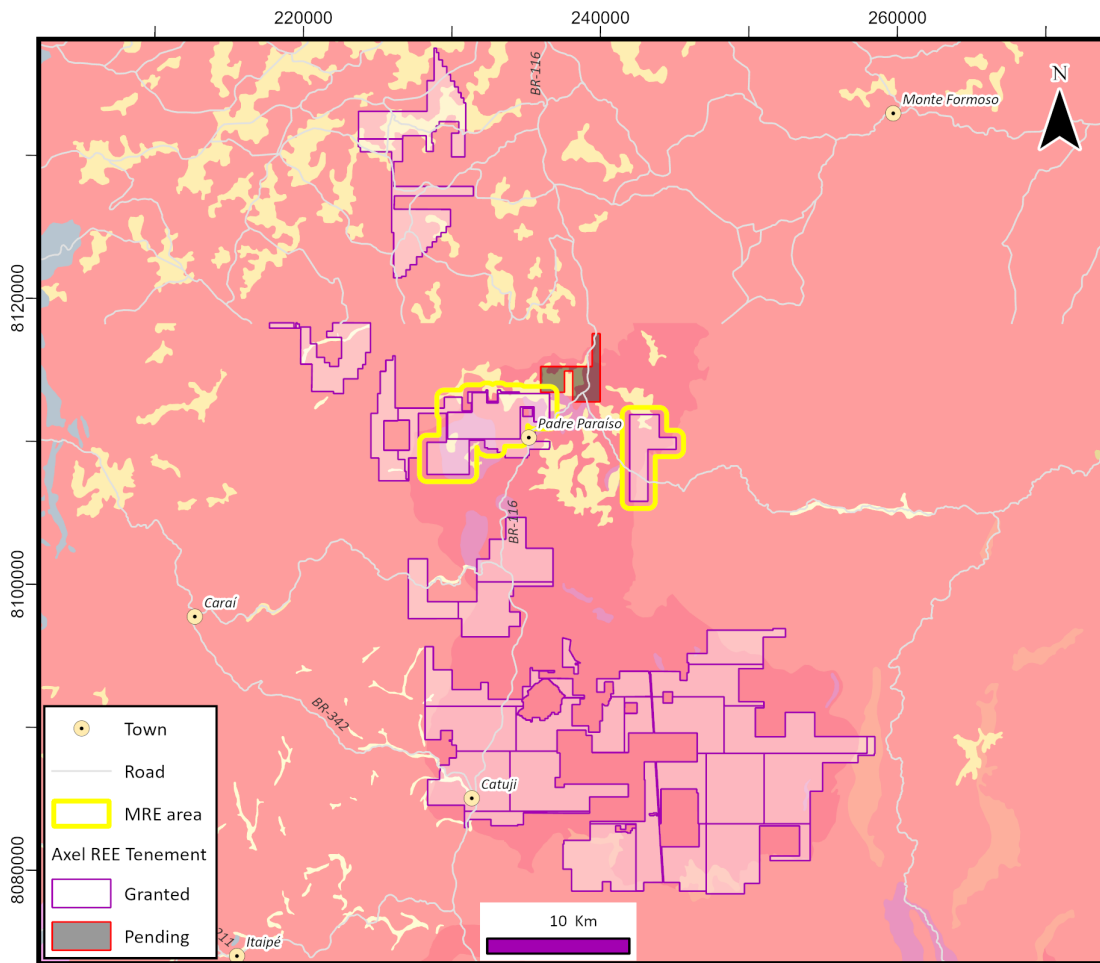 220000
240000
260000
8120000
8100000
8080000
BR-116
N
Monte Formoso
Padre Paraíso
BR-116
Caraí
BR-342
Catuji
211
Itaipé
Town
Road
MRE area
Axel REE Tenement
Granted
Pending
10 Km